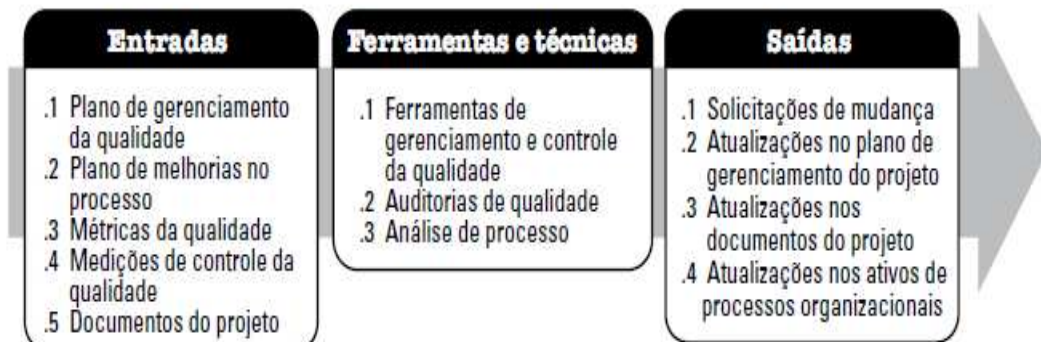 Entradas
.1 Plano de gerenciamento
da qualidade
.2 Plano de melhorias no
processo
.3 Métricas da qualidade
.4 Medições de controle da
qualidade
.5 Documentos do projeto
Ferramentas e técnicas
.1 Ferramentas de
gerenciamento e controle
da qualidade
.2 Auditorias de qualidade
.3 Análise de processo
Saídas
.1 Solicitações de mudança
.2 Atualizações no plano de
gerenciamento do projeto
.3 Atualizações nos
documentos do projeto
.4 Atualizações nos ativos de
processos organizacionais